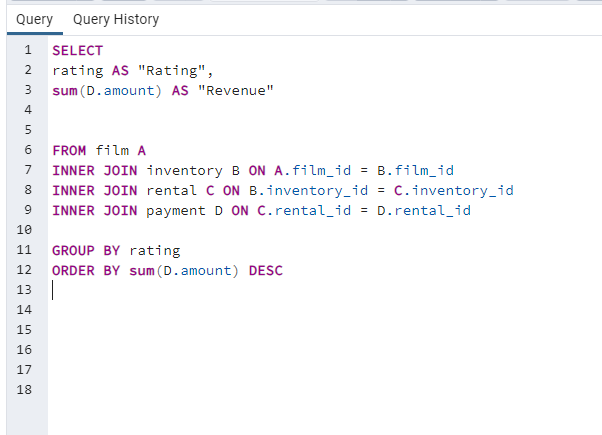 Query Query History
1 SELECT
2 rating AS "Rating",
3 sum(D.amount) AS "Revenue"
4
5
6 FROM film A
7 INNER JOIN inventory B ON A.film_id = B.film_id
8 INNER JOIN rental C ON B.inventory_id = C.inventory_id
9 INNER JOIN payment D ON C.rental_id = D.rental_id
10
11 GROUP BY rating
12 ORDER BY sum(D.amount) DESC
13
14
15
16
17
18